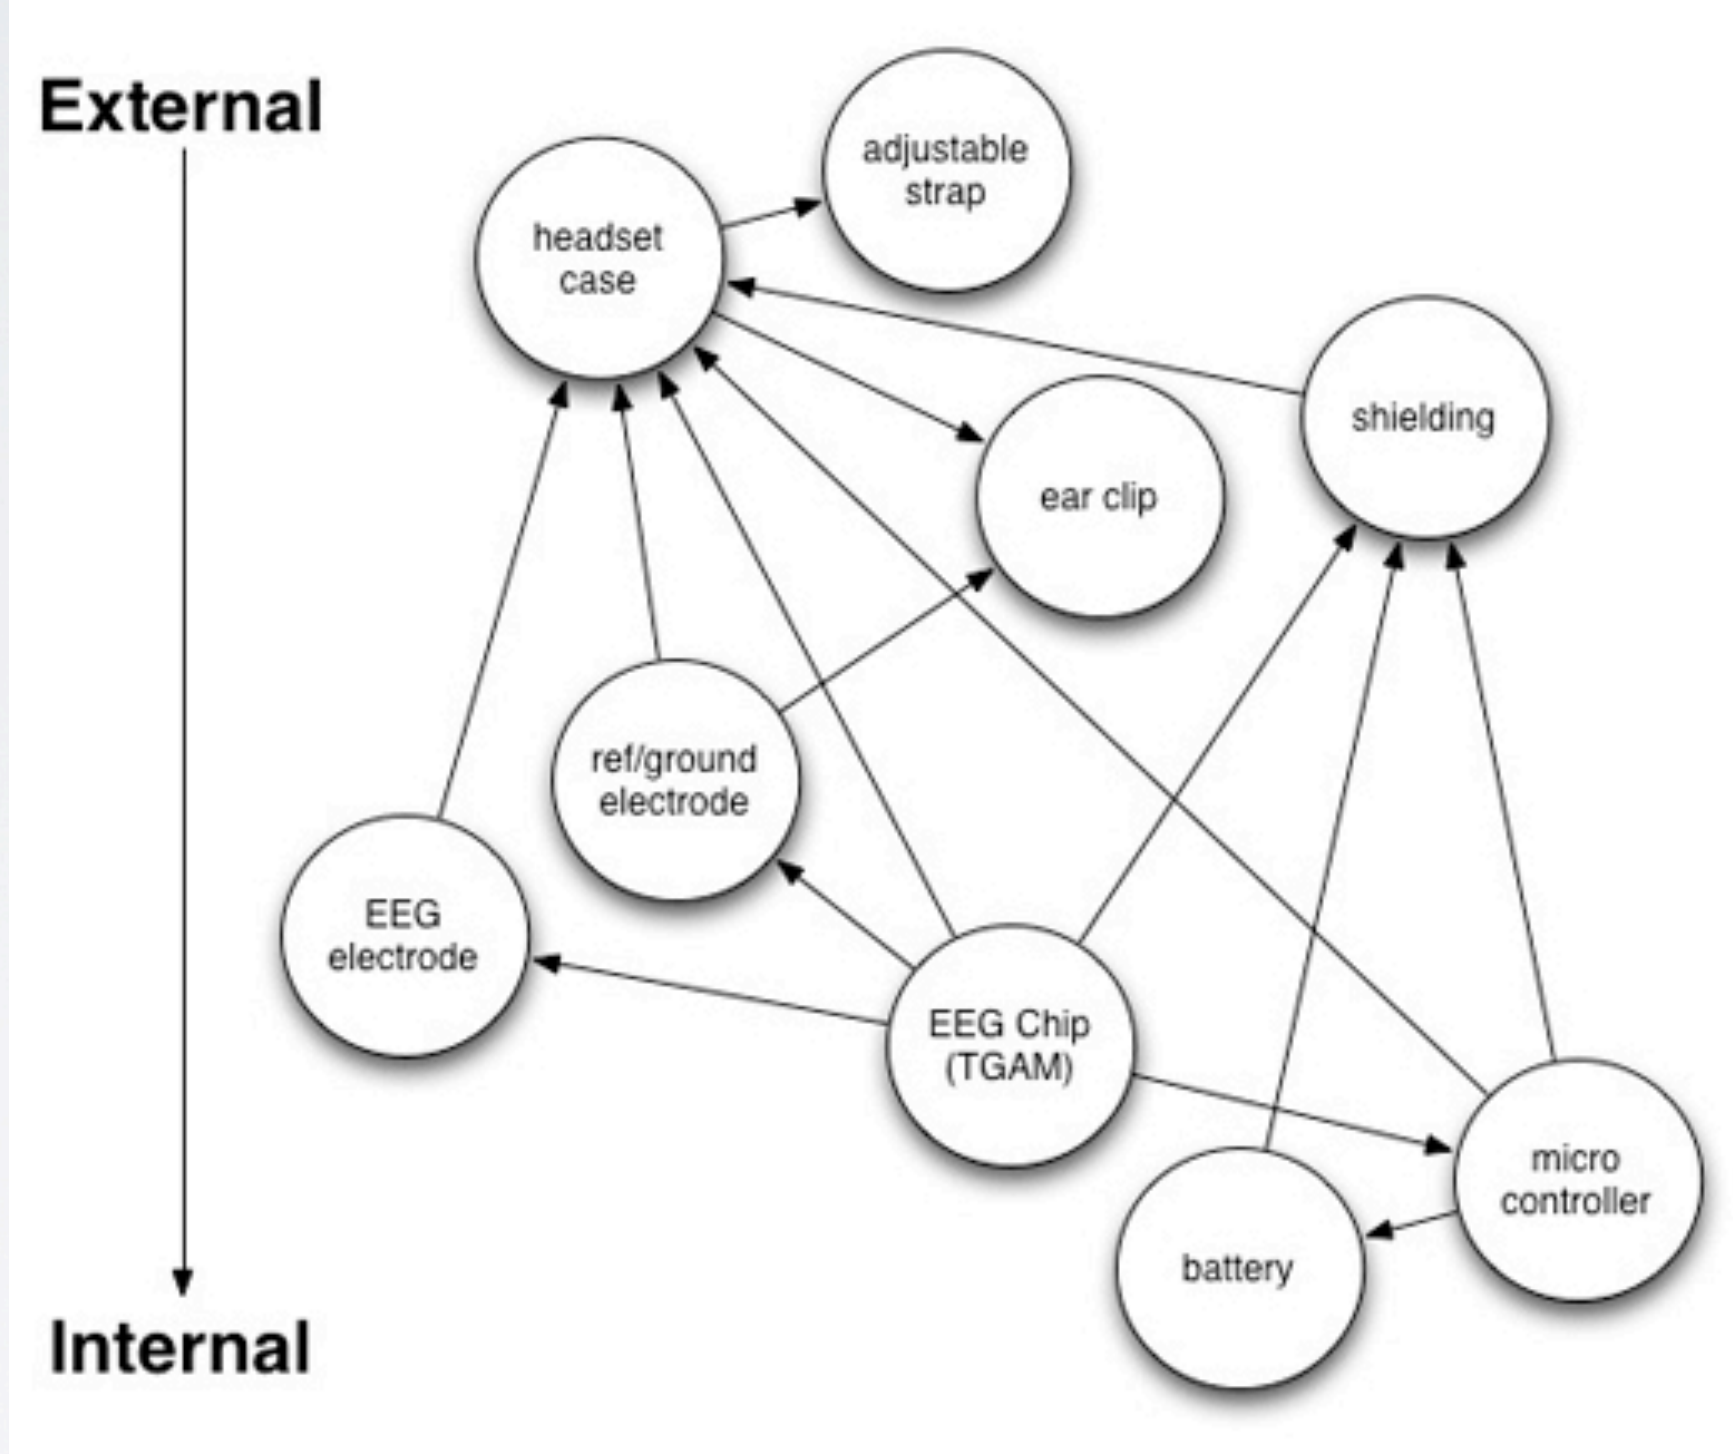 External
adjustable
strap
headset
case
shielding
ear clip
ref/ground
electrode
EEG
electrode
EEG Chip
(TGAM)
micro
controller
battery
Internal